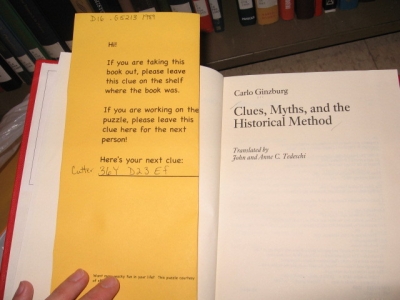 D16 .G5213 1989
Hi!
If you are taking this
book out, please leave
this clue on the shelf
where the book was.
If you are working on the
puzzle, please leave this
clue here for the next
person!
Here's your next clue:
Cutter 36Y D23 Ef
Carlo Ginzburg
Clues, Myths, and the
Historical Method
Translated by
John and Anne C. Tedeschi